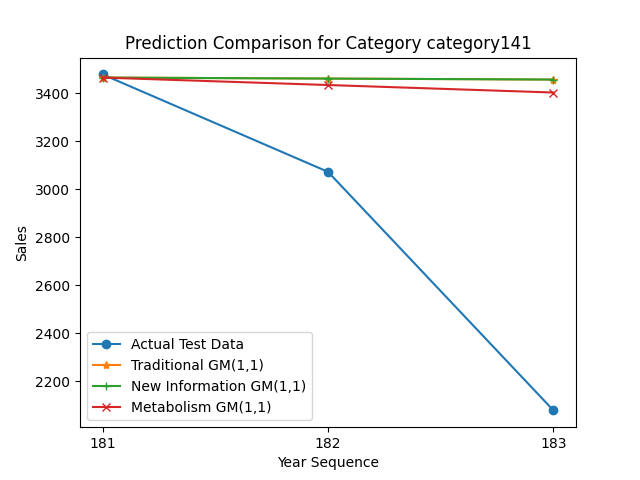 Prediction Comparison for Category category141
Sales
3400
3200
3000
2800
2600
2400
2200
Actual Test Data
Traditional GM(1,1)
New Information GM(1,1)
Metabolism GM(1,1)
181
182
183
Year Sequence